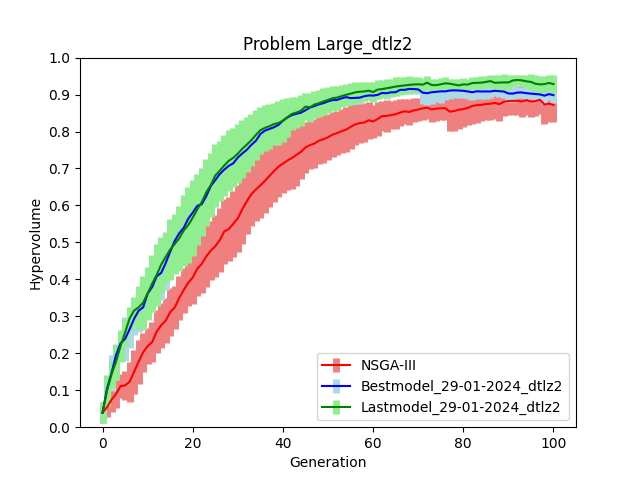 Problem Large_dtlz2
Hypervolume
1.0
0.9
0.8
0.7
0.6
0.5
0.4
0.3
0.2
0.1
0.0
NSGA-III
Bestmodel_29-01-2024_dtlz2
Lastmodel_29-01-2024_dtlz2
0 20 40 60 80 100
Generation